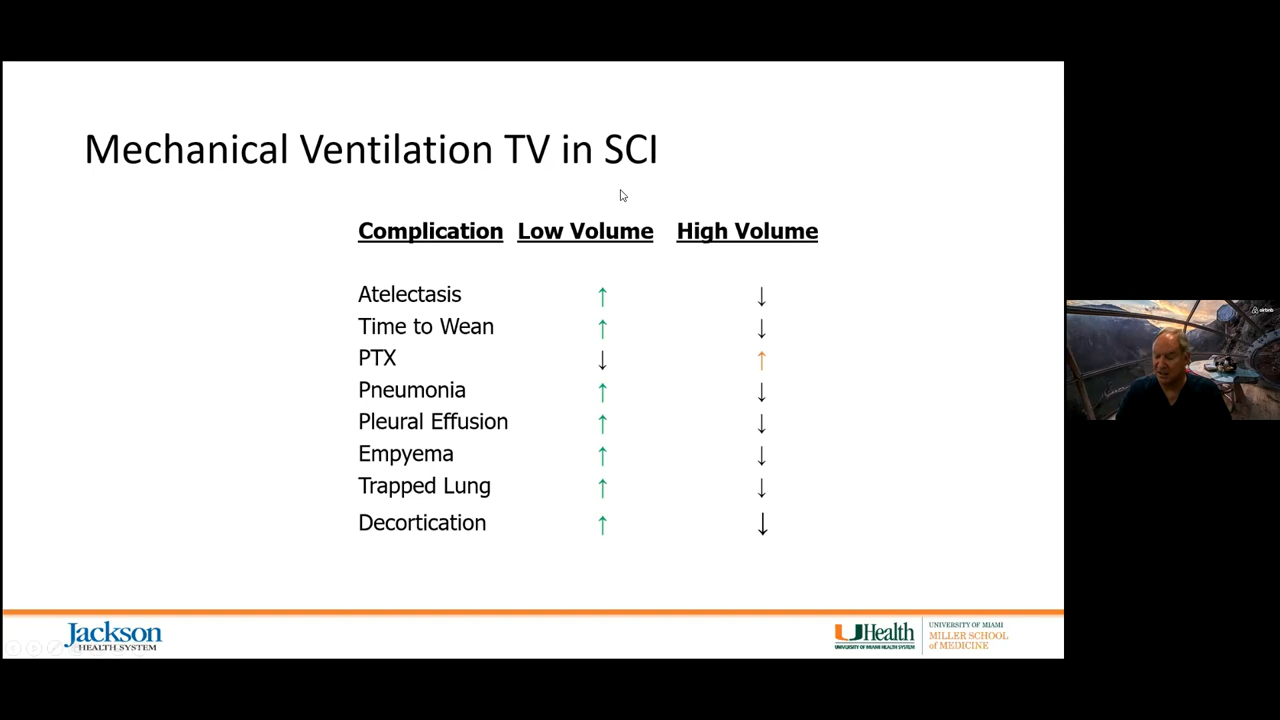 Mechanical Ventilation TV in SCI
Complication Low Volume High Volume
Atelectasis ↑ ↓
Time to Wean ↑ ↓
PTX ↓ ↑
Pneumonia ↑ ↓
Pleural Effusion ↑ ↓
Empyema ↑ ↓
Trapped Lung ↑ ↓
Decortication ↑ ↓
Jackson
HEALTH SYSTEM
UHealth
UNIVERSITY OF MIAMI HEALTH SYSTEM
UNIVERSITY OF MIAMI
MILLER SCHOOL
of MEDICINE
airbnb